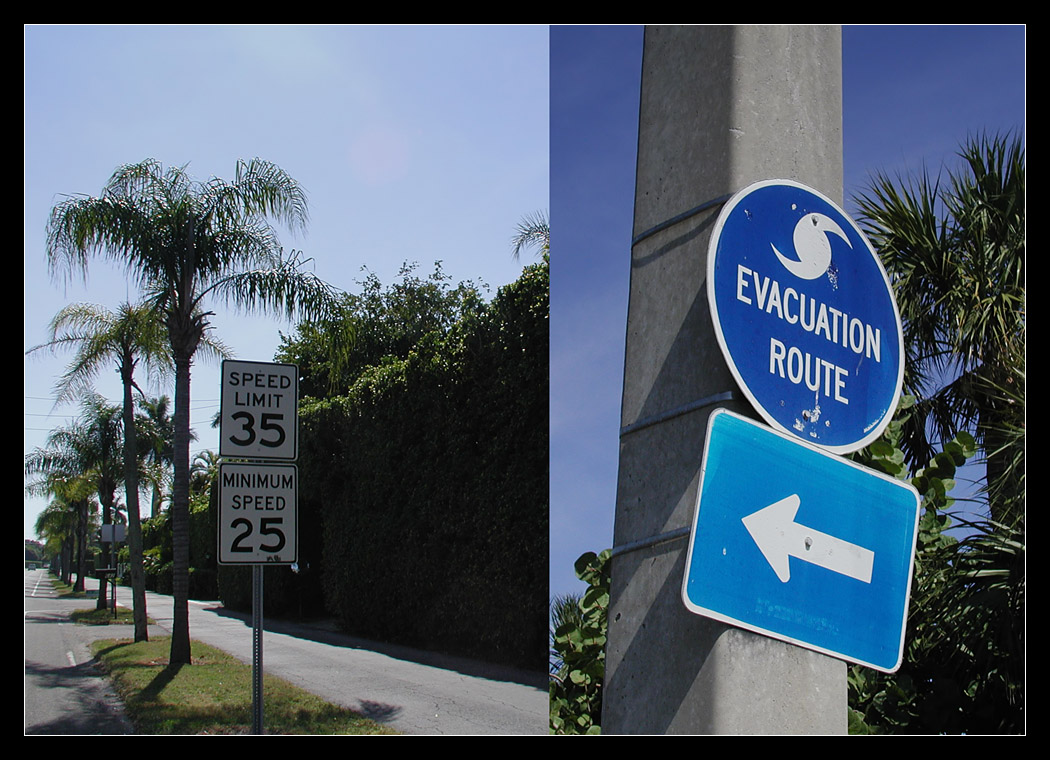 SPEED
LIMIT
35
MINIMUM
SPEED
25
EVACUATION
ROUTE